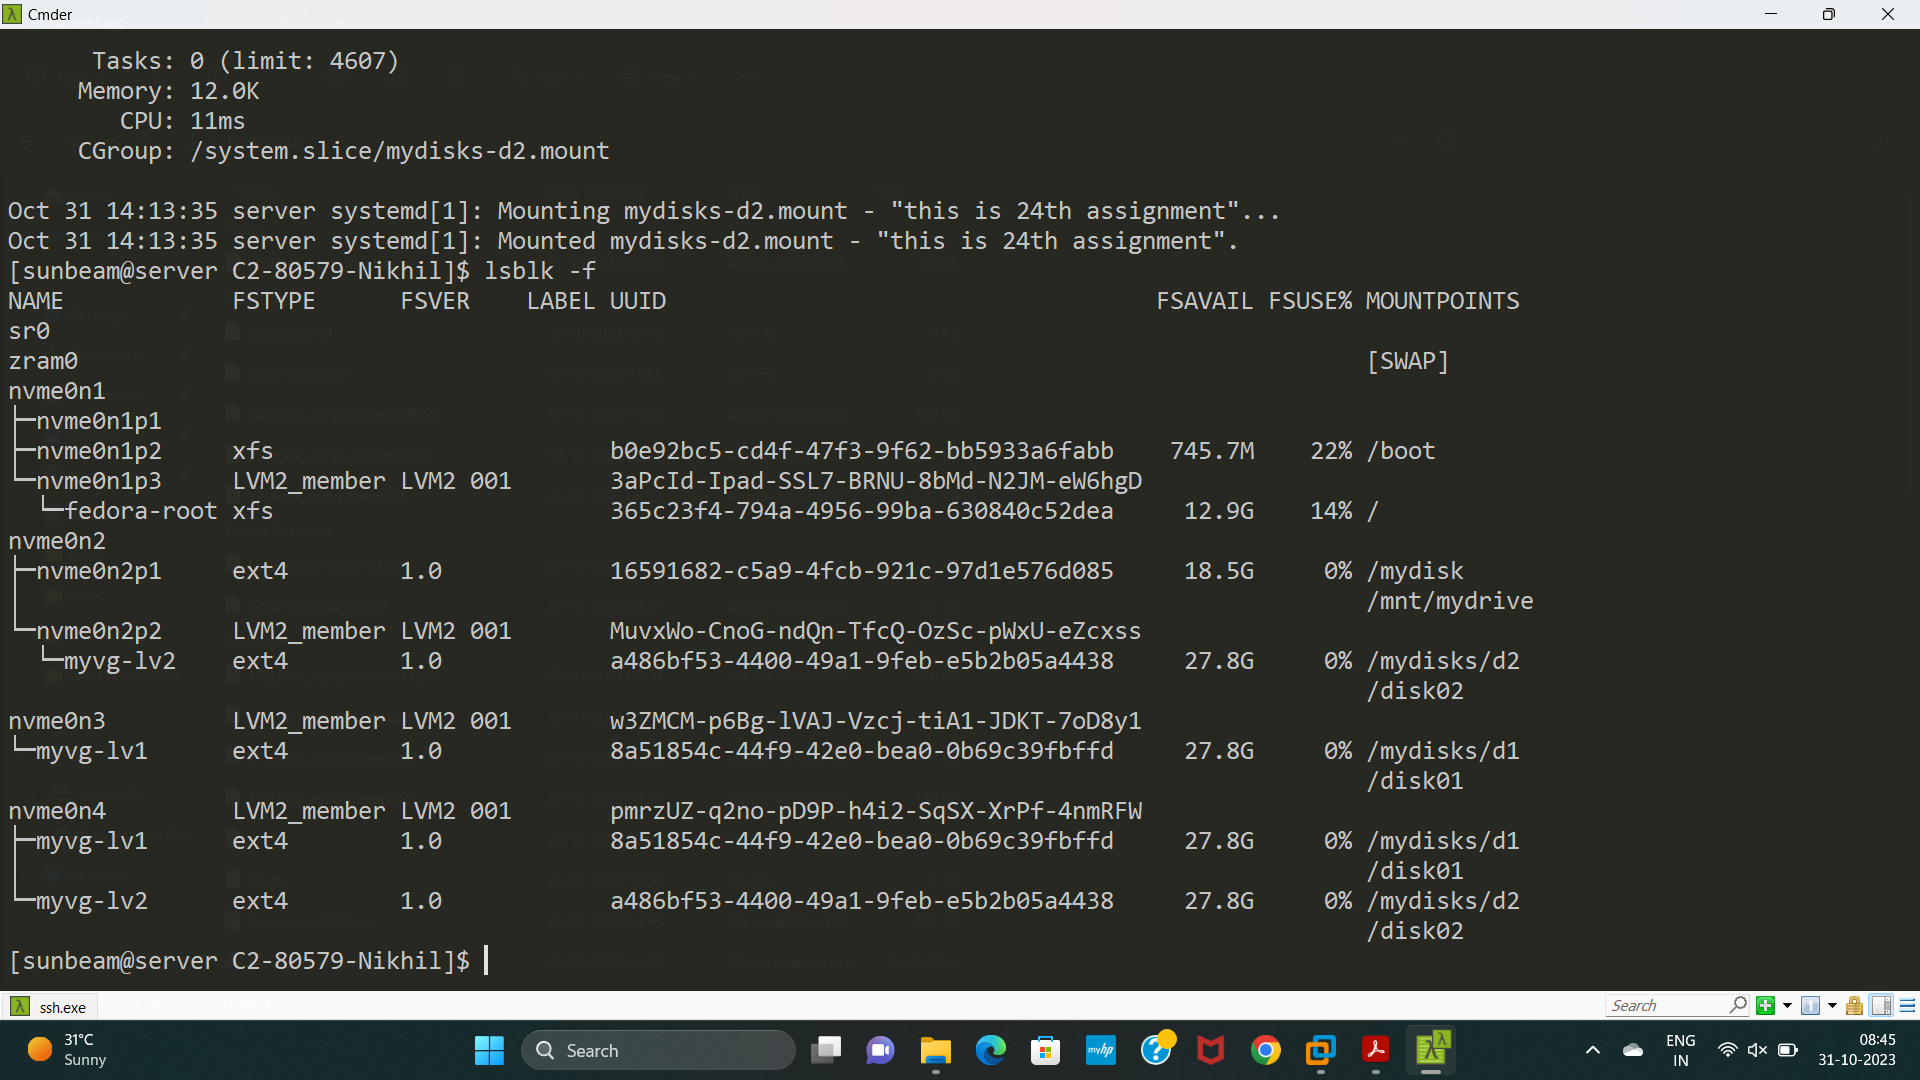 Cmder
Tasks: 0 (limit: 4607)
Memory: 12.0K
CPU: 11ms
CGroup: /system.slice/mydisks-d2.mount
Oct 31 14:13:35 server systemd[1]: Mounting mydisks-d2.mount - "this is 24th assignment"...
Oct 31 14:13:35 server systemd[1]: Mounted mydisks-d2.mount - "this is 24th assignment".
[sunbeam@server C2-80579-Nikhil]$ lsblk -f
NAME FSTYPE FSVER LABEL UUID FSAVAIL FSUSE% MOUNTPOINTS
sr0
zram0 [SWAP]
nvme0n1
├─nvme0n1p1
├─nvme0n1p2 xfs b0e92bc5-cd4f-47f3-9f62-bb5933a6fabb 745.7M 22% /boot
└─nvme0n1p3 LVM2_member LVM2 001 3aPcId-Ipad-SSL7-BRNU-8bMd-N2JM-eW6hgD
└─fedora-root xfs 365c23f4-794a-4956-99ba-630840c52dea 12.9G 14% /
nvme0n2
├─nvme0n2p1 ext4 1.0 16591682-c5a9-4fcb-921c-97d1e576d085 18.5G 0% /mydisk
│ /mnt/mydrive
└─nvme0n2p2 LVM2_member LVM2 001 MuvxWo-CnoG-ndQn-TfcQ-OzSc-pWxU-eZcxss
└─myvg-lv2 ext4 1.0 a486bf53-4400-49a1-9feb-e5b2b05a4438 27.8G 0% /mydisks/d2
/disk02
nvme0n3 LVM2_member LVM2 001 w3ZMCM-p6Bg-lVAJ-Vzcj-tiA1-JDKT-7oD8y1
└─myvg-lv1 ext4 1.0 8a51854c-44f9-42e0-bea0-0b69c39fbffd 27.8G 0% /mydisks/d1
/disk01
nvme0n4 LVM2_member LVM2 001 pmrzUZ-q2no-pD9P-h4i2-SqSX-XrPf-4nmRFW
├─myvg-lv1 ext4 1.0 8a51854c-44f9-42e0-bea0-0b69c39fbffd 27.8G 0% /mydisks/d1
│ /disk01
└─myvg-lv2 ext4 1.0 a486bf53-4400-49a1-9feb-e5b2b05a4438 27.8G 0% /mydisks/d2
/disk02
[sunbeam@server C2-80579-Nikhil]$
ssh.exe
Search
31°C
Sunny
Search
myhp
ENG
IN
08:45
31-10-2023